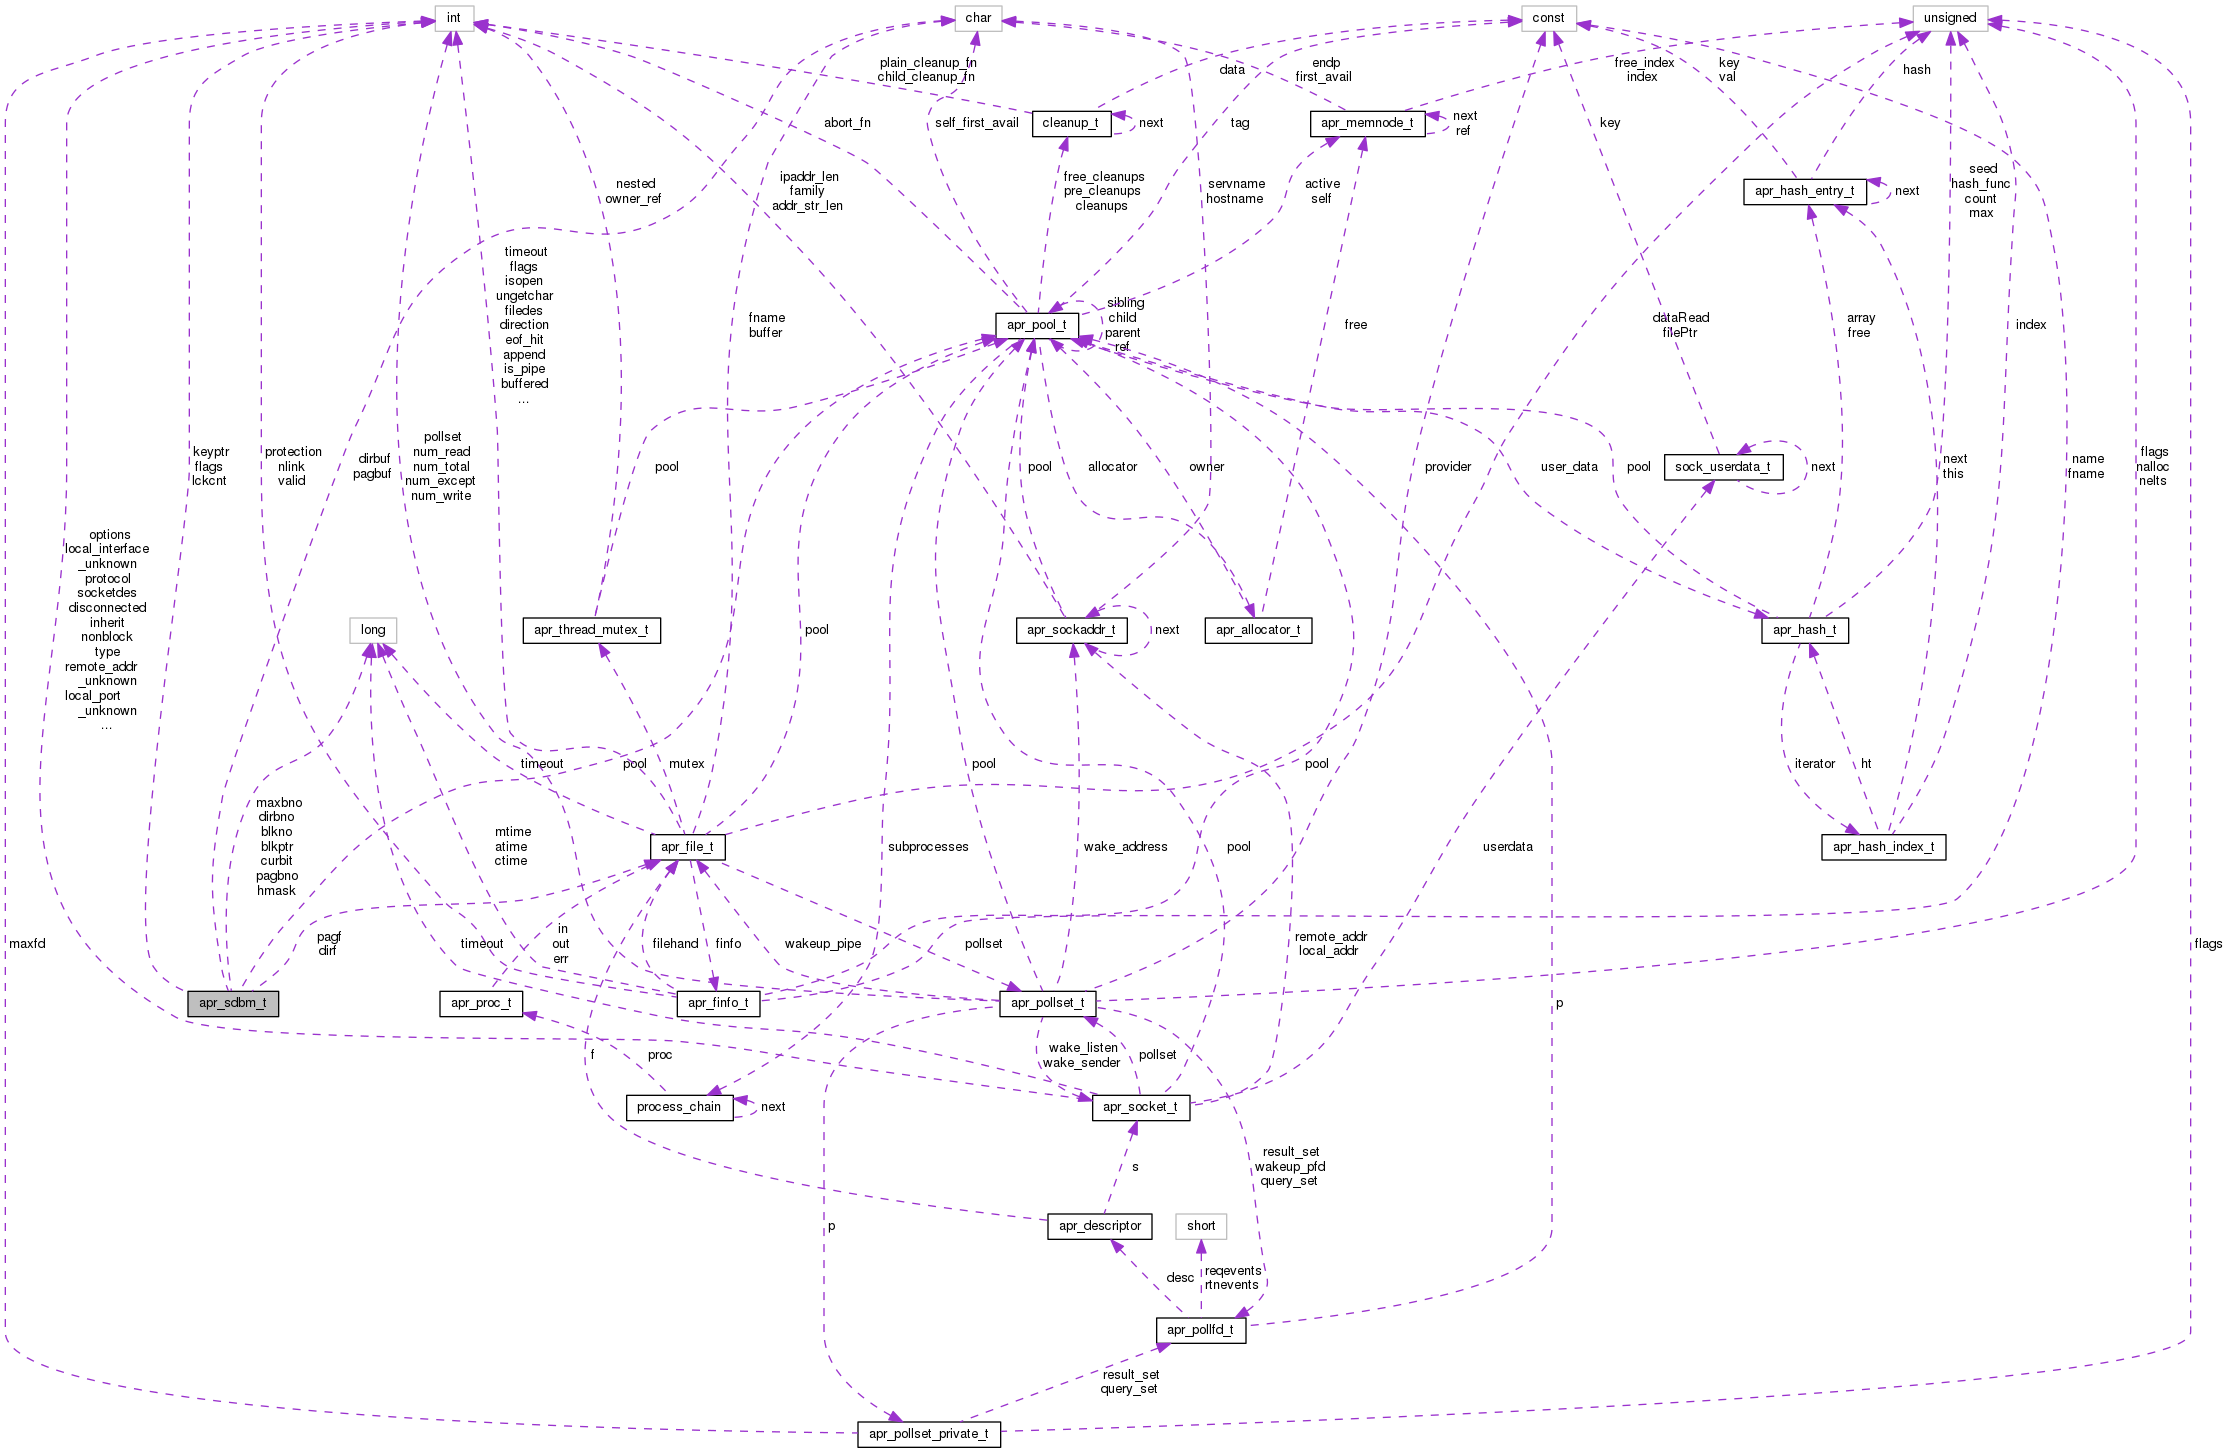 int
char
const
unsigned
plain_cleanup_fn
child_cleanup_fn
data
endp
first_avail
free_index
index
key
val
hash
abort_fn
self_first_avail
cleanup_t
next
tag
apr_memnode_t
next
ref
key
nested
owner_ref
ipaddr_len
family
addr_str_len
free_cleanups
pre_cleanups
cleanups
servname
hostname
active
self
apr_hash_entry_t
next
seed
hash_func
count
max
timeout
flags
isopen
ungetchar
filedes
direction
eof_hit
append
is_pipe
buffered
...
fname
buffer
apr_pool_t
sibling
child
parent
ref
free
dataRead
filePtr
array
free
index
keyptr
flags
lckcnt
protection
nlink
valid
dirbuf
pagbuf
pollset
num_read
num_total
num_except
num_write
pool
pool
allocator
owner
provider
user_data
pool
sock_userdata_t
next
next
this
name
fname
flags
nalloc
nelts
options
local_interface
_unknown
protocol
socketdes
disconnected
inherit
nonblock
type
remote_addr
_unknown
local_port
_unknown
...
long
apr_thread_mutex_t
pool
apr_sockaddr_t
next
apr_allocator_t
apr_hash_t
timeout
pool
mutex
pool
pool
iterator
ht
maxbno
dirbno
blkno
blkptr
curbit
pagbno
hmask
mtime
atime
ctime
apr_file_t
subprocesses
wake_address
pool
userdata
apr_hash_index_t
maxfd
pagf
dirf
timeout
in
out
err
filehand
finfo
wakeup_pipe
pollset
remote_addr
local_addr
flags
apr_sdbm_t
apr_proc_t
apr_finfo_t
apr_pollset_t
p
f
proc
wake_listen
wake_sender
pollset
process_chain
next
apr_socket_t
s
result_set
wakeup_pfd
query_set
p
apr_descriptor
short
desc
reqevents
rtnevents
apr_pollfd_t
result_set
query_set
apr_pollset_private_t